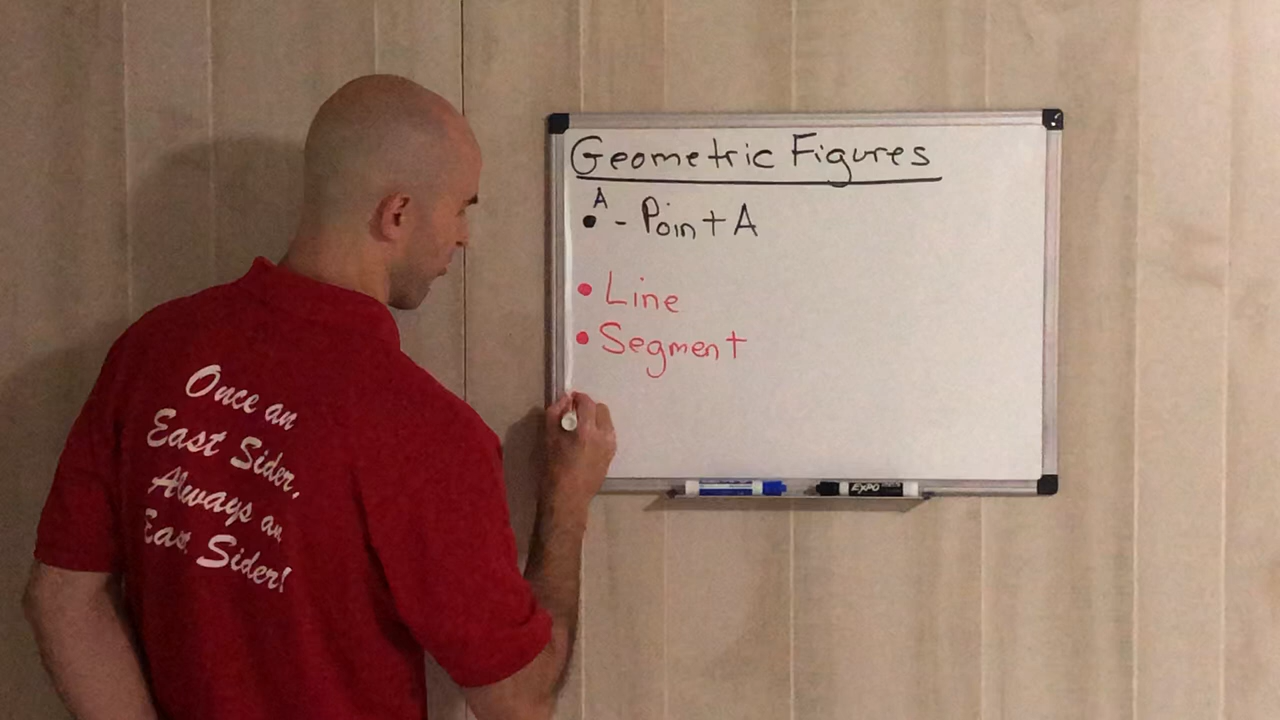 Geometric Figures
A
• - Point A
• Line
• Segment
EXPO
Once an
East Sider,
Always an
East Sider!